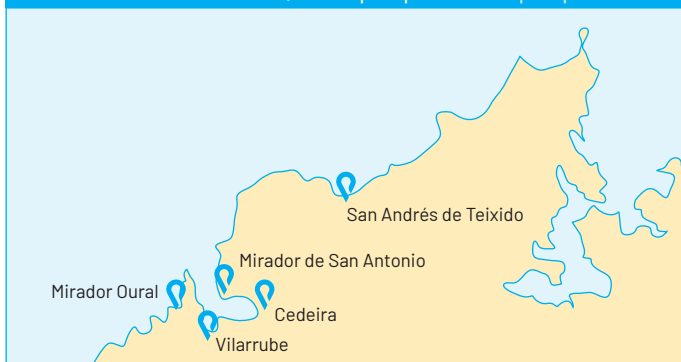 San Andrés de Teixido
Mirador de San Antonio
Mirador Oural
Cedeira
Vilarrube